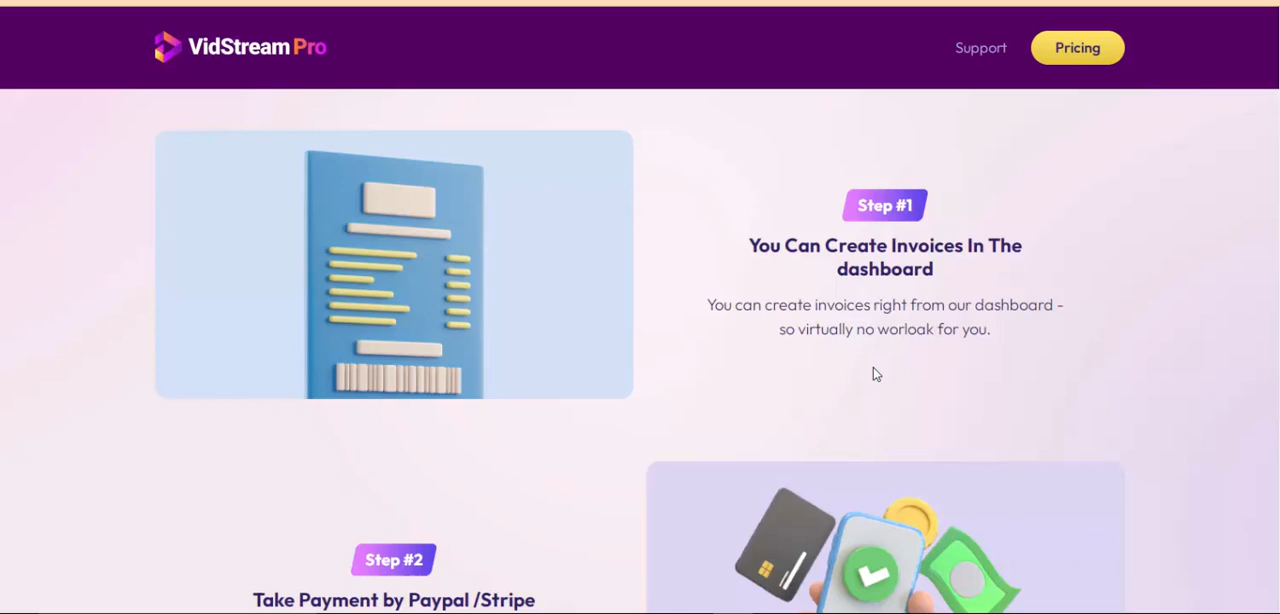 VidStream Pro
Support
Pricing
Step #1
You Can Create Invoices In The
dashboard
You can create invoices right from our dashboard -
so virtually no worloak for you.
Step #2
Take Payment by Paypal /Stripe